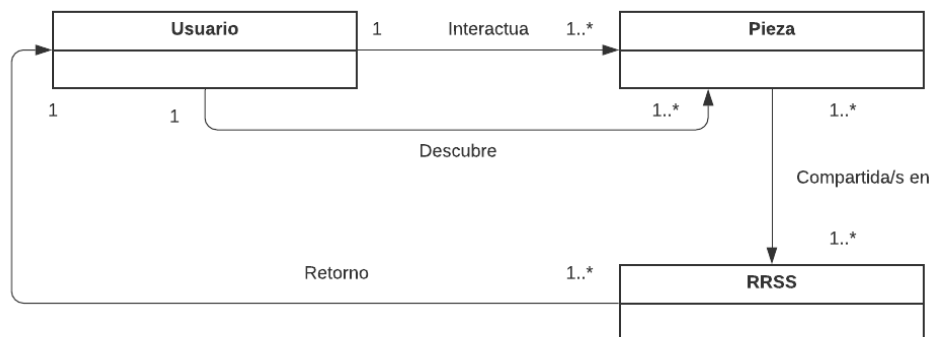 Usuario
1
Interactua
1..*
Pieza
1
1
1..*
1..*
Descubre
Compartida/s en
1..*
Retorno
1..*
RRSS